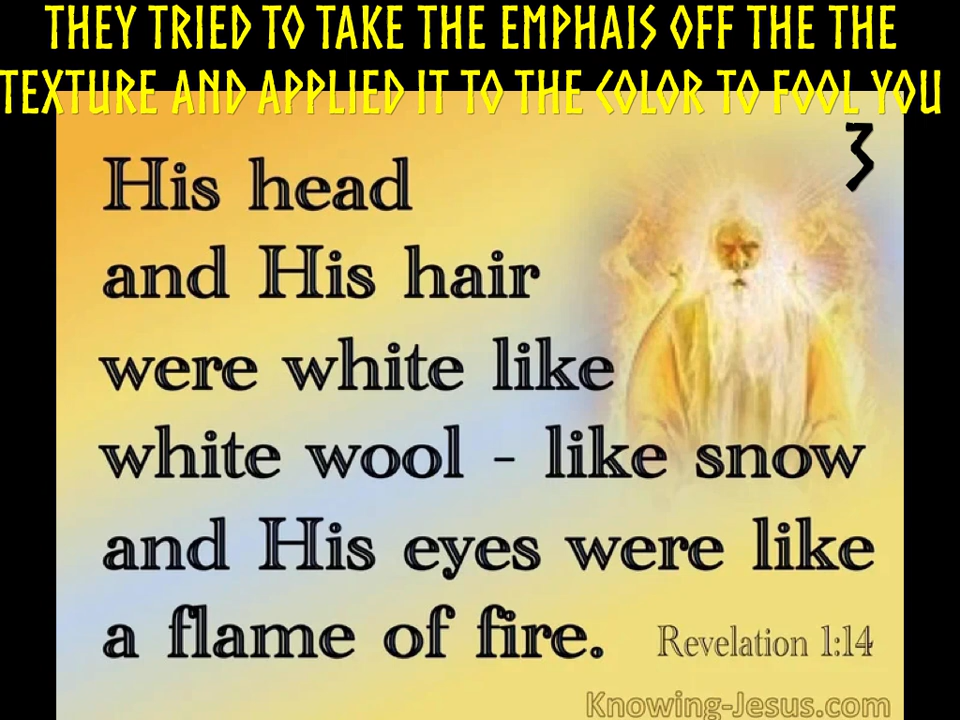 THEY TRIED TO TAKE THE EMPHAIS OFF THE THE
TEXTURE AND APPLIED IT TO THE COLOR TO FOOL YOU
3
His head
and His hair
were white like
white wool - like snow
and His eyes were like
a flame of fire.
Revelation 1:14
Knowing-Jesus.com